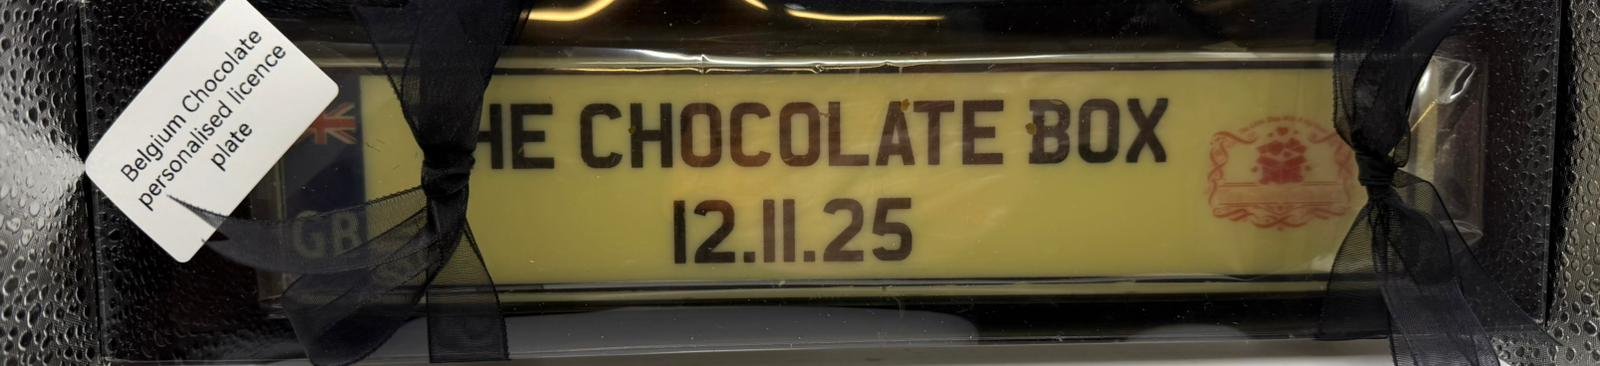 Belgium Chocolate
personalised licence
plate
GB
HE CHOCOLATE BOX
12.11.25